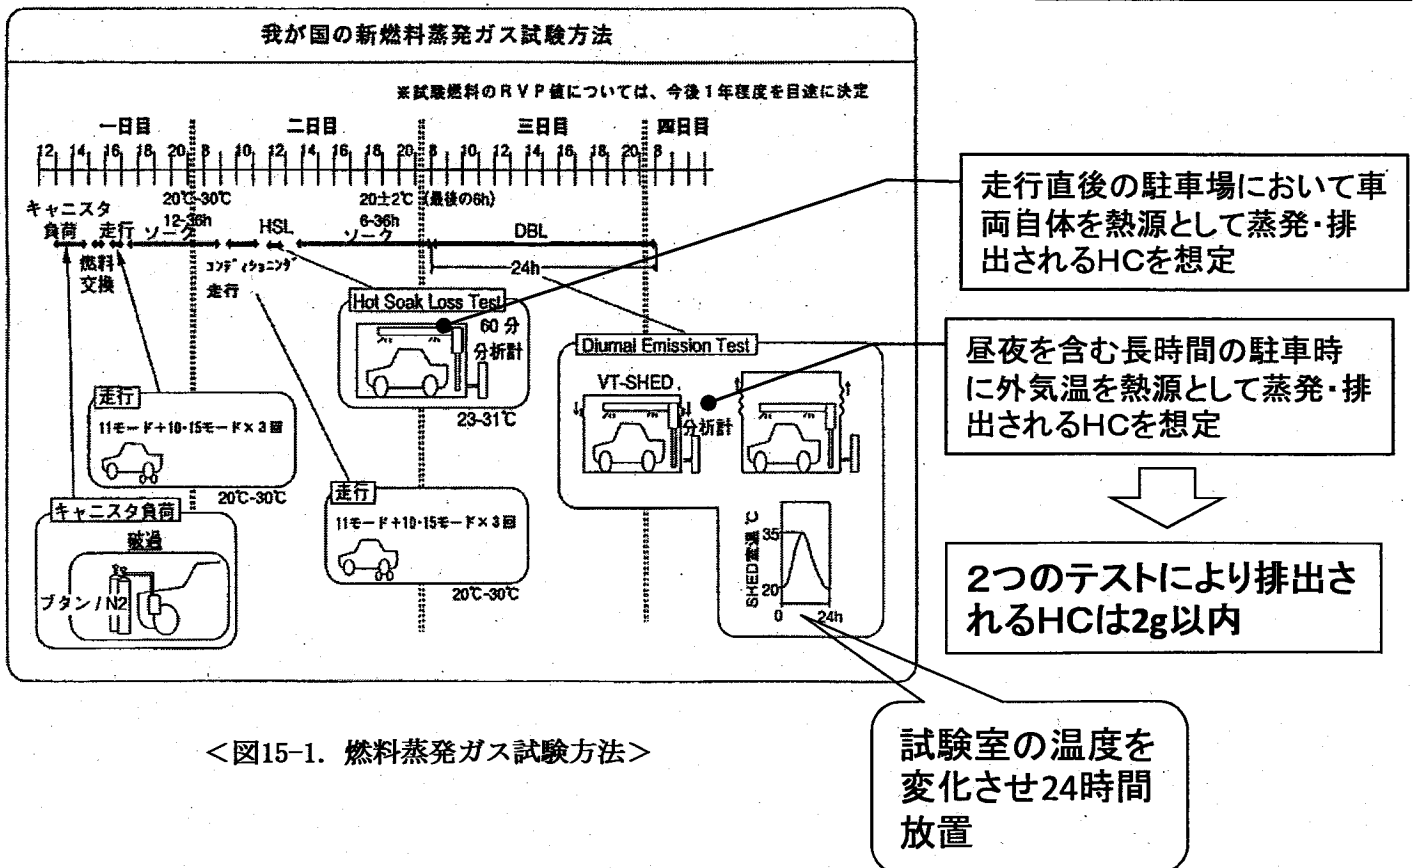 我が国の新燃料蒸発ガス試験方法
※試験燃料のRVP値については、今後1年程度を目途に決定
一日目
二日目
三日目
四日目
12 14 16 18 20 8 10 12 14 16 18 20 8 10 12 14 16 18 20 8
20℃-30℃
20±2℃ (最後の6h)
キャニスタ
負荷
走行
12-36h
ソーク
HSL
6-36h
ソーク
DBL
24h
燃料
交換
コンディショニング
走行
Hot Soak Loss Test
60分
分析計
23-31℃
Diurnal Emission Test
VT-SHED
分析計
走行
11モード+10・15モード×3回
20℃-30℃
走行
11モード+10・15モード×3回
20℃-30℃
キャニスタ負荷
破過
ブタン/N2
SHED室温 ℃
35
20
0 24h
走行直後の駐車場において車
両自体を熱源として蒸発・排
出されるHCを想定
昼夜を含む長時間の駐車時
に外気温を熱源として蒸発・排
出されるHCを想定
2つのテストにより排出さ
れるHCは2g以内
試験室の温度を
変化させ24時間
放置
<図15-1. 燃料蒸発ガス試験方法>